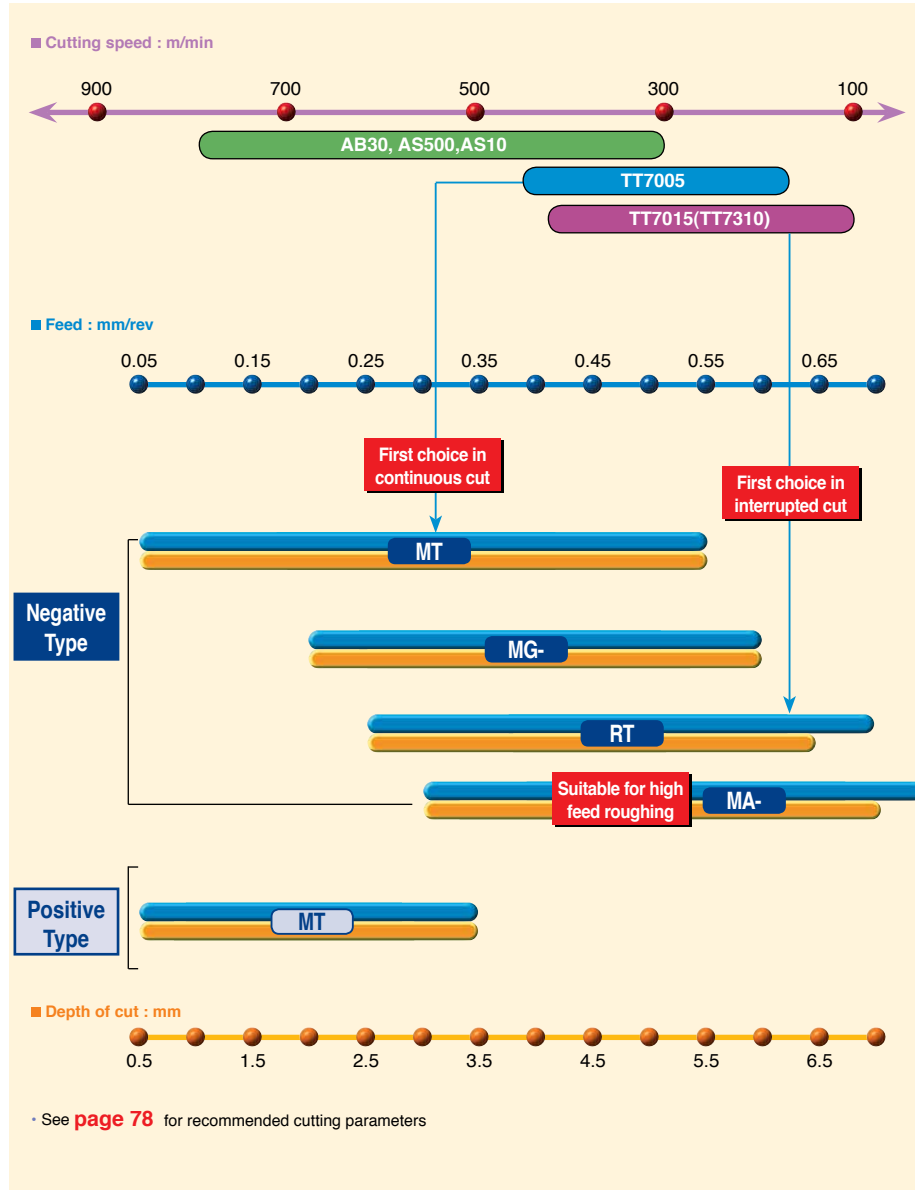 Cutting speed : m/min
900 700 500 300 100
AB30, AS500,AS10
TT7005
TT7015(TT7310)
Feed : mm/rev
0.05 0.15 0.25 0.35 0.45 0.55 0.65
First choice in
continuous cut
First choice in
interrupted cut
MT
Negative
Type
MG-
RT
Suitable for high
feed roughing
MA-
Positive
Type
MT
Depth of cut : mm
0.5 1.5 2.5 3.5 4.5 5.5 6.5
• See page 78 for recommended cutting parameters